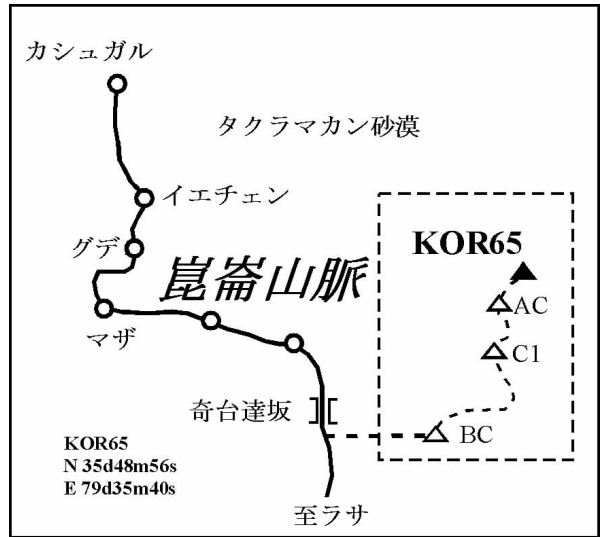 カシュガル
タクラマカン砂漠
イエチェン
グデ
KOR65
崑崙山脈
AC
マザ
C1
奇台達坂
BC
KOR65
N 35d48m56s
E 79d35m40s
至ラサ